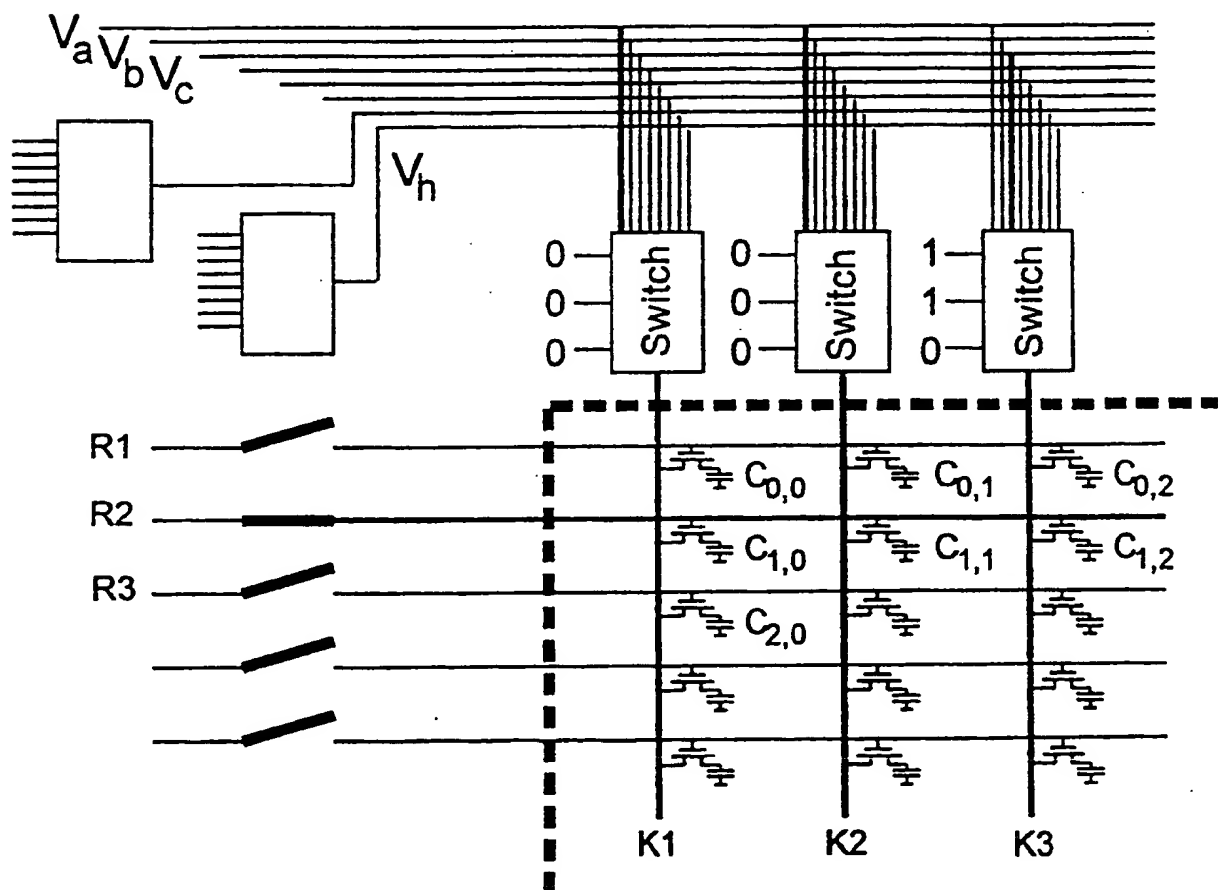 Va Vb Vc
Vh
0 0 1
0 0 1
0 0 0
Switch Switch Switch
R1
C0,0 C0,1 C0,2
R2
C1,0 C1,1 C1,2
R3
C2,0
K1 K2 K3